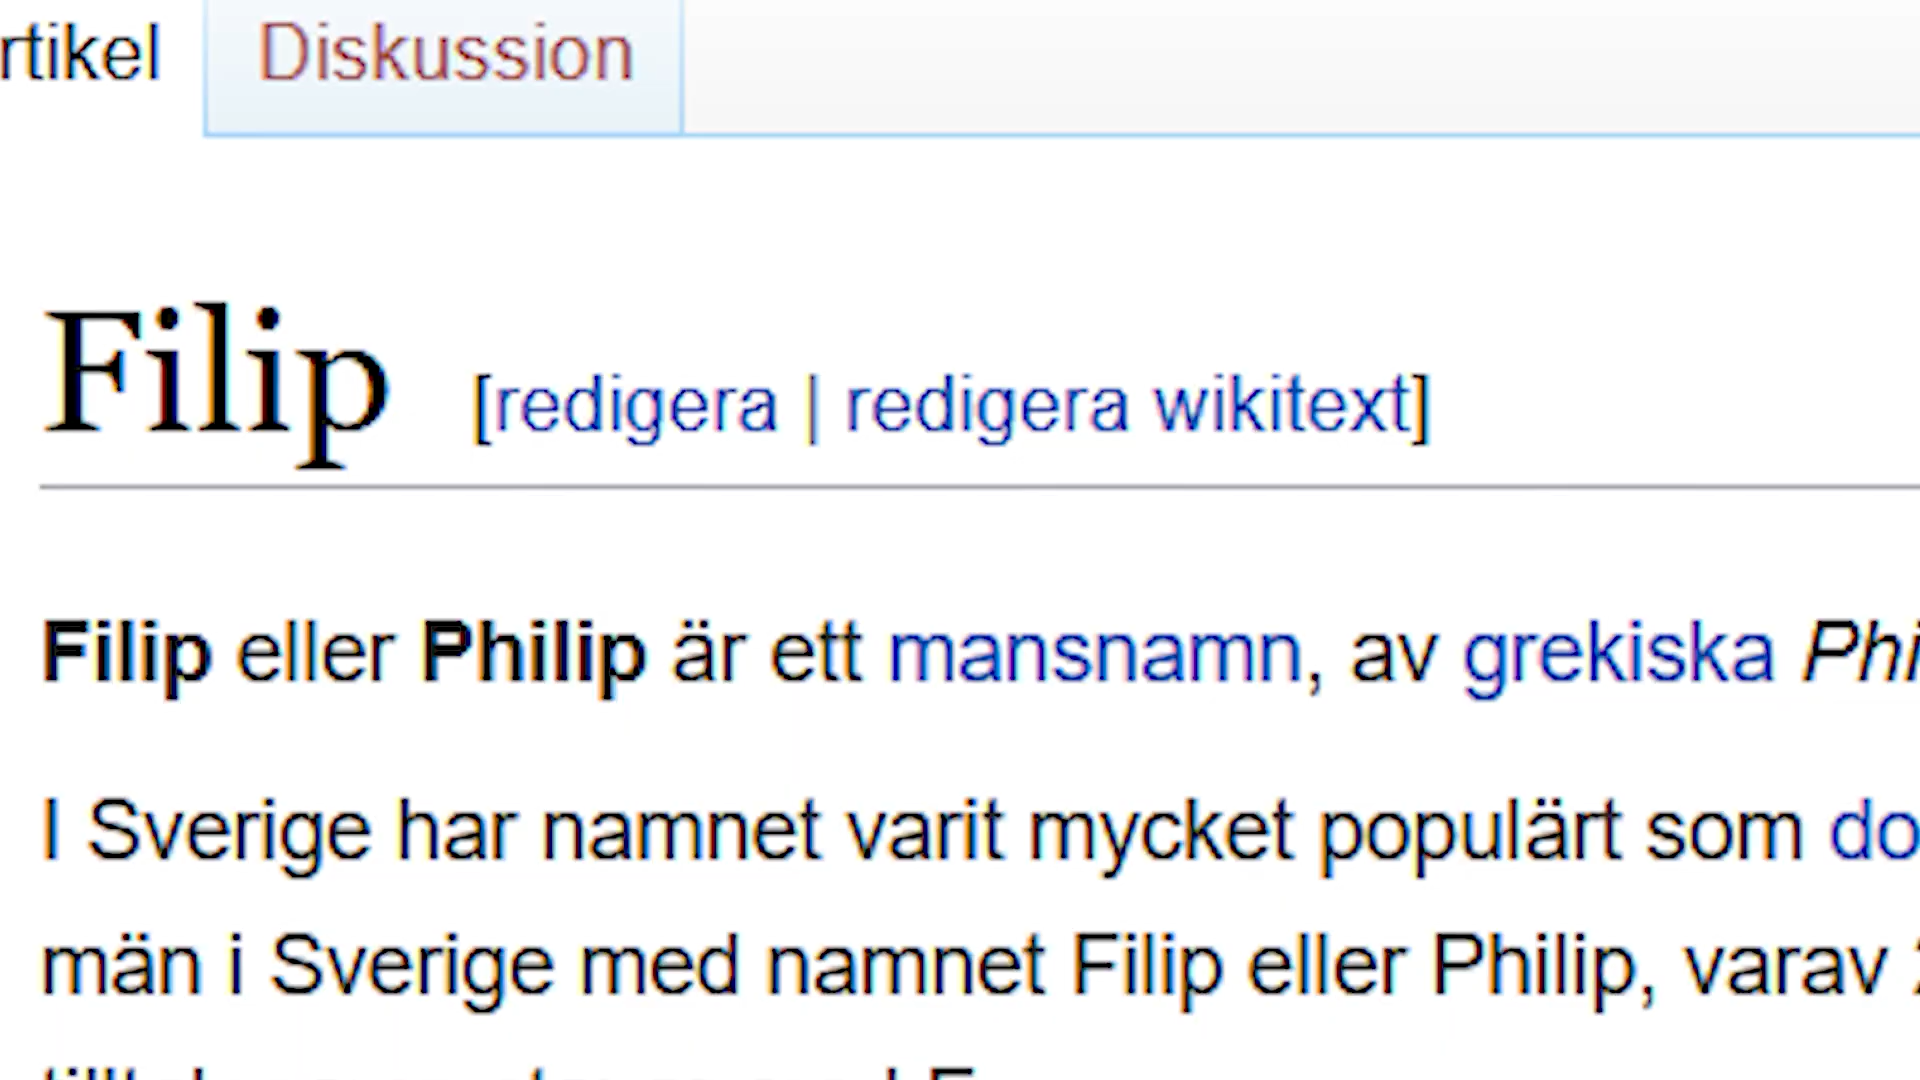 rtikel Diskussion
Filip [redigera | redigera wikitext]
Filip eller Philip är ett mansnamn, av grekiska Phi
I Sverige har namnet varit mycket populärt som do
män i Sverige med namnet Filip eller Philip, varav